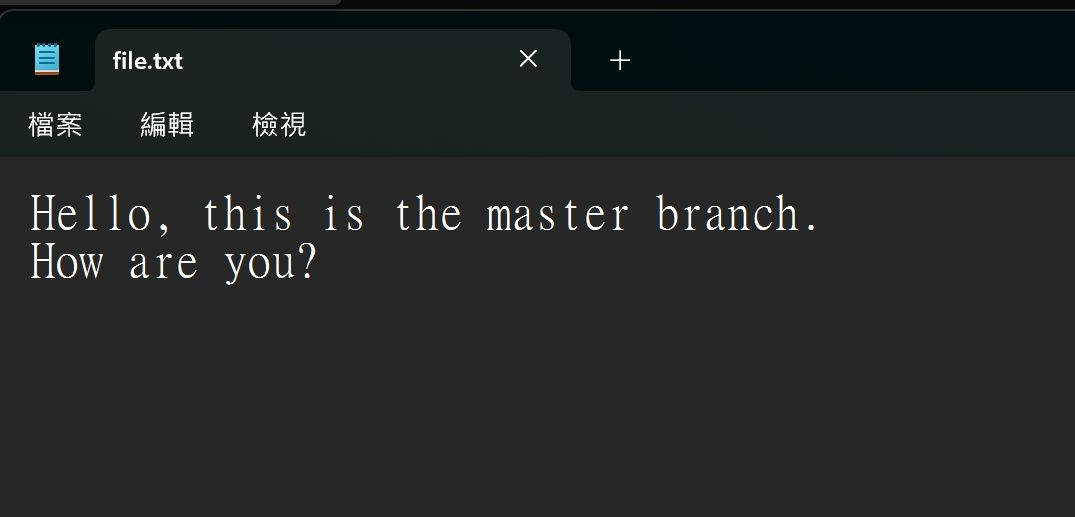 file.txt
檔案 編輯 檢視
Hello, this is the master branch.
How are you?